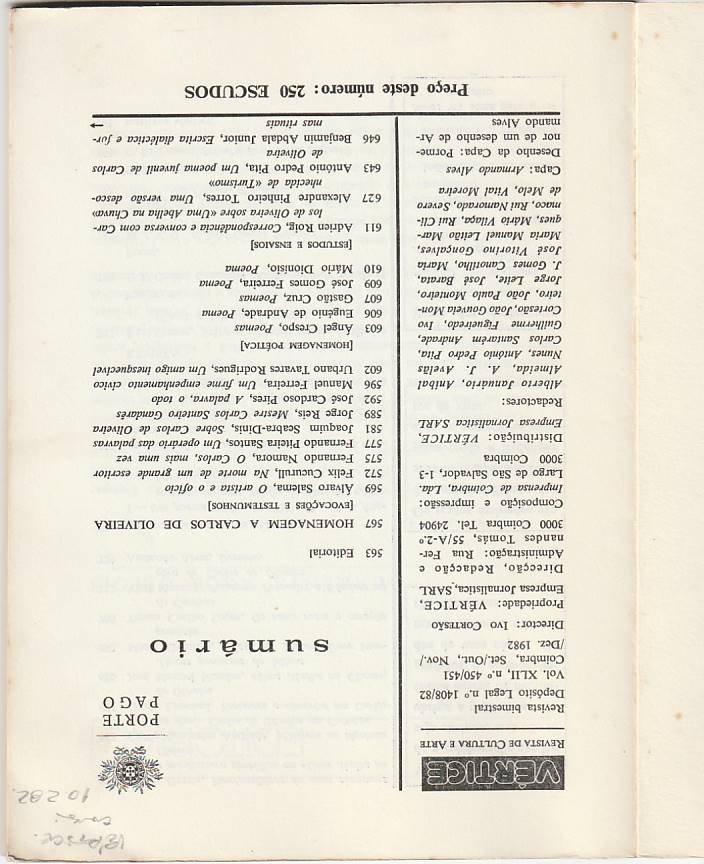 VÉRTICE
REVISTA DE CULTURA E ARTE
Revista bimestral
Depósito Legal n.º 1408/82
Vol. XLII, n.º 450/451
Coimbra, Set./Out., Nov./
/Dez. 1982
Director: IVO CORTESÃO
Propriedade: VÉRTICE,
Empresa Jornalística, SARL
Direcção, Redacção e
Administração: Rua Fer-
nandes Tomás, 55/A-2.º
3000 Coimbra Tel. 24904
Composição e impressão:
Imprensa de Coimbra, Lda.
Largo de São Salvador, 1-3
3000 Coimbra
Distribuição: VÉRTICE,
Empresa Jornalística SARL
Redactores:
Alberto Januário, Aníbal
Almeida, A. J. Avelãs
Nunes, António Pedro Pita,
Carlos Santarém Andrade,
Guilherme Figueiredo, Ivo
Cortesão, João Gouveia Mon-
teiro, João Paulo Monteiro,
Jorge Leite, José Barata,
J. Gomes Canotilho, Maria
José Vitorino Gonçalves,
Maria Manuel Leitão Mar-
ques, Mário Vilaça, Rui Clí-
maco, Rui Namorado, Severo
de Melo, Vital Moreira
Capa: Armando Alves
Desenho da Capa: Porme-
nor de um desenho de Ar-
mando Alves
PORTE
PAGO
sumário
563 Editorial
567 HOMENAGEM A CARLOS DE OLIVEIRA
[EVOCAÇÕES E TESTEMUNHOS]
569 Álvaro Salema, O artista e o ofício
572 Felix Cucurull, Na morte de um grande escritor
575 Fernando Namora, O Carlos, mais uma vez
577 Fernando Piteira Santos, Um operário das palavras
581 Joaquim Seabra-Dinis, Sobre Carlos de Oliveira
589 Jorge Reis, Mestre Carlos Santeiro Gandarês
592 José Cardoso Pires, A palavra, o todo
596 Manuel Ferreira, Um firme empenhamento cívico
602 Urbano Tavares Rodrigues, Um amigo inesquecível
[HOMENAGEM POÉTICA]
603 Ángel Crespo, Poemas
606 Eugénio de Andrade, Poema
607 Gastão Cruz, Poemas
609 José Gomes Ferreira, Poema
610 Mário Dionísio, Poema
[ESTUDOS E ENSAIOS]
611 Adrien Roig, Correspondência e conversa com Car-
los de Oliveira sobre «Uma Abelha na Chuva»
627 Alexandre Pinheiro Torres, Uma versão desco-
nhecida de «Turismo»
643 António Pedro Pita, Um poema juvenil de Carlos
de Oliveira
646 Benjamin Abdala Junior, Escrita dialéctica e for-
mas rituais →
Preço deste número: 250 ESCUDOS